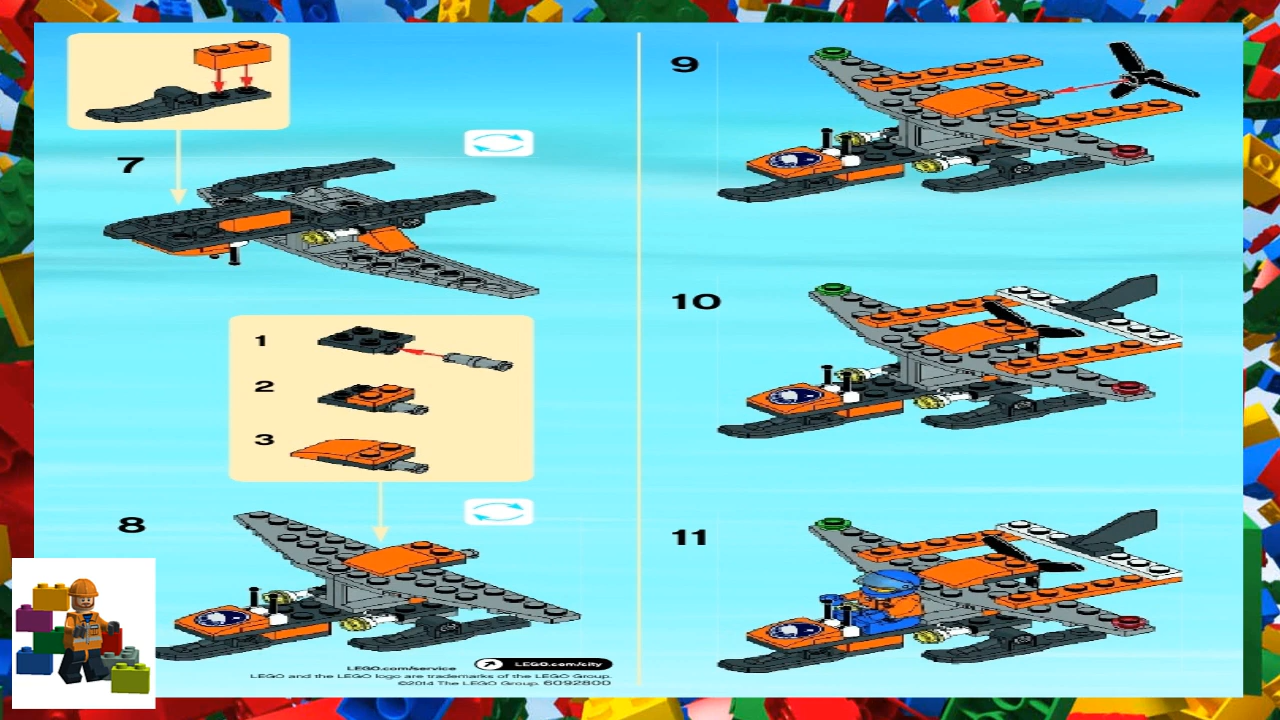 7
1
2
3
8
LEGO.com/service LEGO.com/city
LEGO and the LEGO logo are trademarks of the LEGO Group.
©2014 The LEGO Group. 6092800
9
10
11